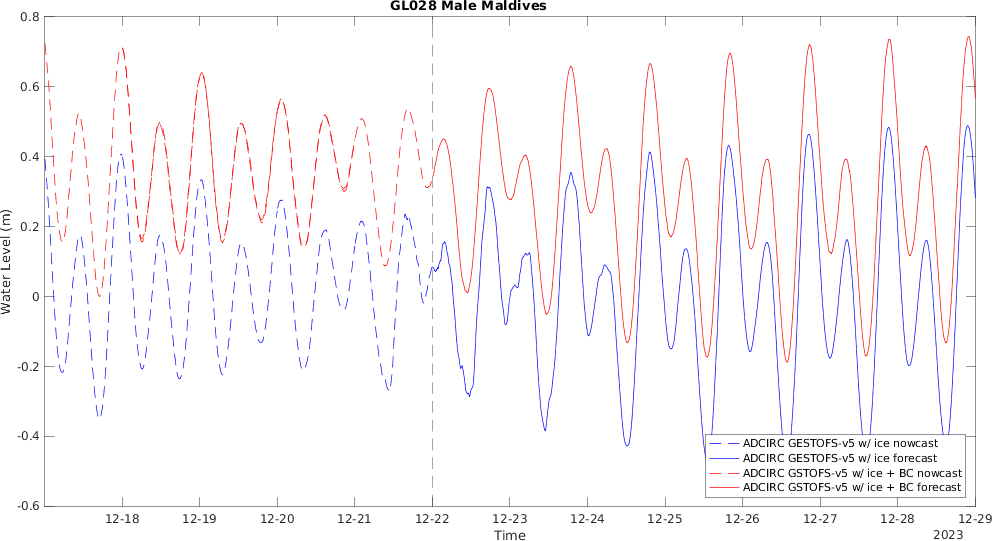 GL028 Male Maldives
0.8
0.6
0.4
0.2
0
-0.2
-0.4
-0.6
Water Level (m)
12-18 12-19 12-20 12-21 12-22 12-23 12-24 12-25 12-26 12-27 12-28 12-29
Time
2023
ADCIRC GESTOFS-v5 w/ ice nowcast
ADCIRC GESTOFS-v5 w/ ice forecast
ADCIRC GSTOFS-v5 w/ ice + BC nowcast
ADCIRC GSTOFS-v5 w/ ice + BC forecast